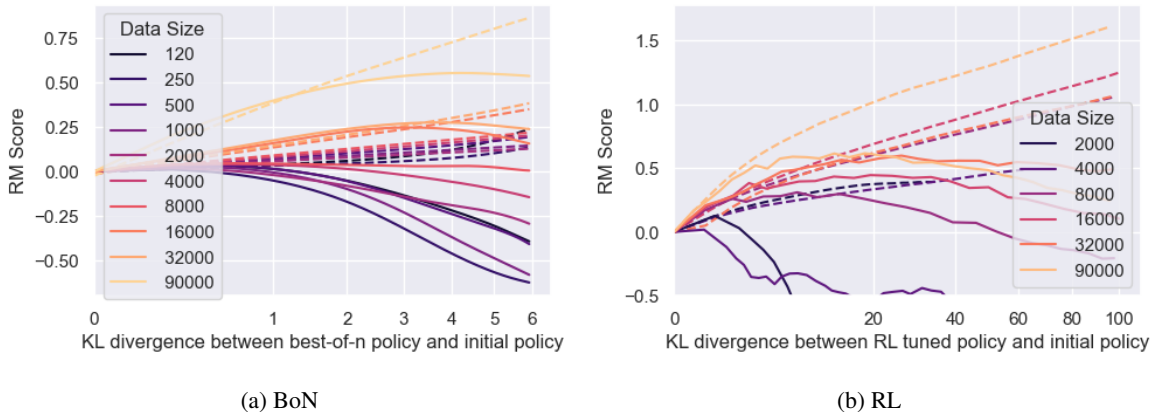 Data Size
120
250
500
1000
2000
4000
8000
16000
32000
90000
0.75
0.50
0.25
0.00
−0.25
−0.50
RM Score
0 1 2 3 4 5 6
KL divergence between best-of-n policy and initial policy
(a) BoN
Data Size
2000
4000
8000
16000
32000
90000
1.5
1.0
0.5
0.0
−0.5
RM Score
0 20 40 60 80 100
KL divergence between RL tuned policy and initial policy
(b) RL